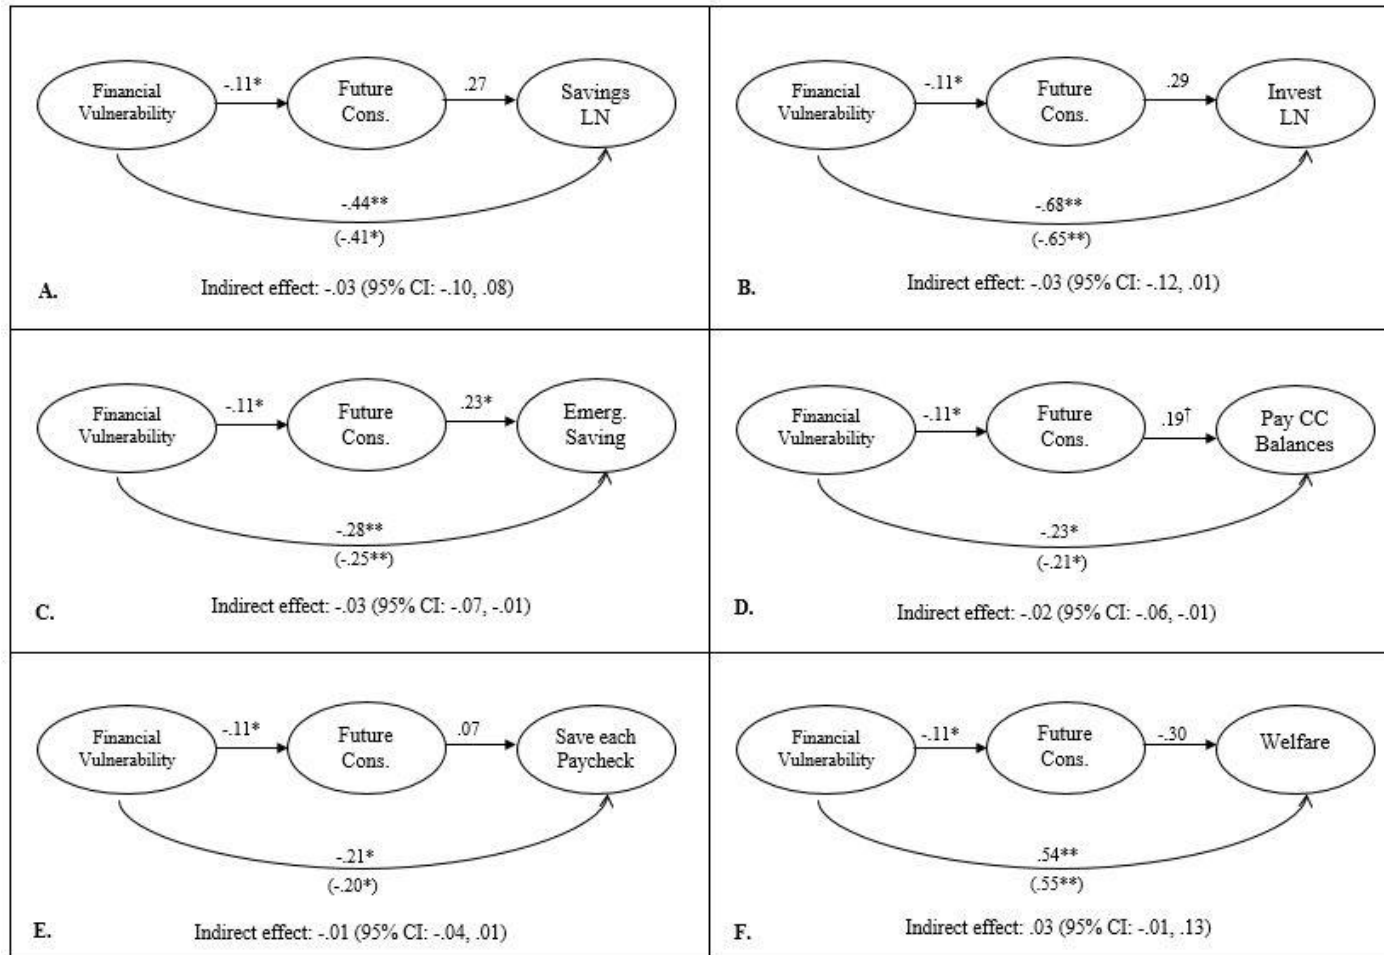 Financial
Vulnerability
-.11*
Future
Cons.
.27
Savings
LN
-.44**
(-.41*)
A.
Indirect effect: -.03 (95% CI: -.10, .08)
Financial
Vulnerability
-.11*
Future
Cons.
.29
Invest
LN
-.68**
(-.65**)
B.
Indirect effect: -.03 (95% CI: -.12, .01)
Financial
Vulnerability
-.11*
Future
Cons.
.23*
Emerg.
Saving
-.28**
(-.25**)
C.
Indirect effect: -.03 (95% CI: -.07, -.01)
Financial
Vulnerability
-.11*
Future
Cons.
.19†
Pay CC
Balances
-.23*
(-.21*)
D.
Indirect effect: -.02 (95% CI: -.06, -.01)
Financial
Vulnerability
-.11*
Future
Cons.
.07
Save each
Paycheck
-.21*
(-.20*)
E.
Indirect effect: -.01 (95% CI: -.04, .01)
Financial
Vulnerability
-.11*
Future
Cons.
-.30
Welfare
.54**
(.55**)
F.
Indirect effect: .03 (95% CI: -.01, .13)